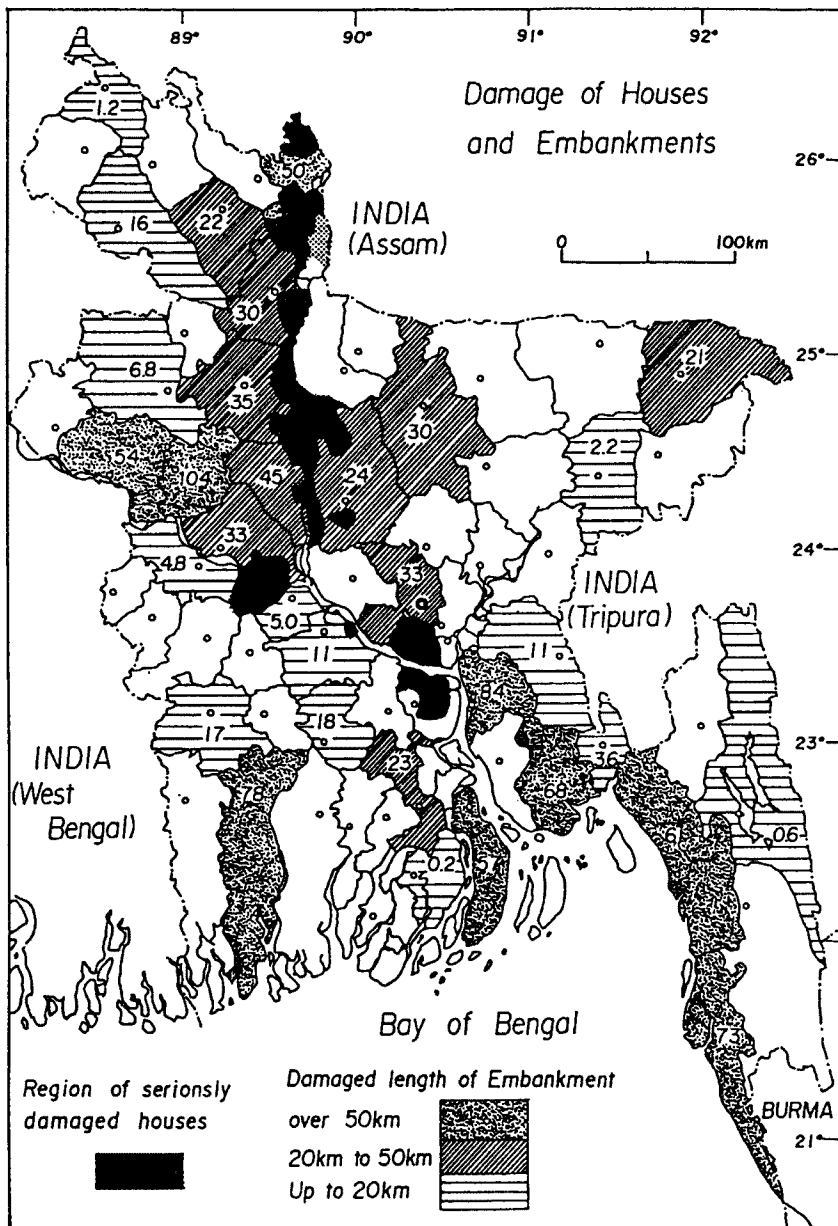 89° 90° 91° 92°
Damage of Houses
and Embankments
1.2
50
26°
16
22
INDIA
(Assam)
0 100km
30
21
25°
6.8
35
30
54
104
45
24
2.2
33
24°
4.8
33
INDIA
(Tripura)
5.0
11
11
84
17
18
23°
INDIA
(West
Bengal)
78
23
68
3.6
61
0.6
0.2
57
Bay of Bengal
73
Region of serionsly
damaged houses
Damaged length of Embankment
over 50km
20km to 50km
Up to 20km
BURMA
21°